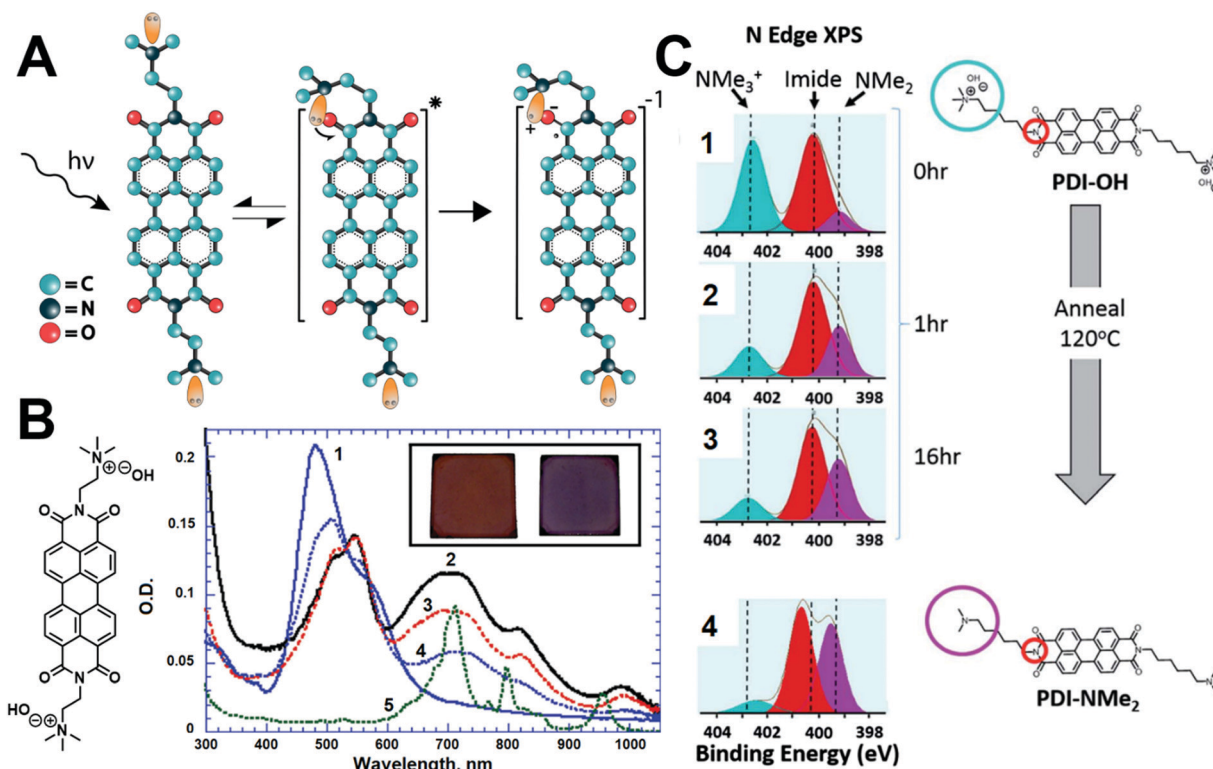 A
hν
*
+
-
-1
=C
=N
=O
B
N
+
-
OH
O
N
O
O
N
O
HO
-
+
N
0.2
0.15
0.1
0.05
0
O.D.
1
2
3
4
5
300 400 500 600 700 800 900 1000
Wavelength, nm
C
N Edge XPS
NMe3+ Imide NMe2
1
404 402 400 398
0hr
2
404 402 400 398
1hr
3
404 402 400 398
16hr
4
404 402 400 398
Binding Energy (eV)
OH
N
O
N
O
O
N
O
N
OH
PDI-OH
Anneal
120°C
N
O
N
O
O
N
O
PDI-NMe2